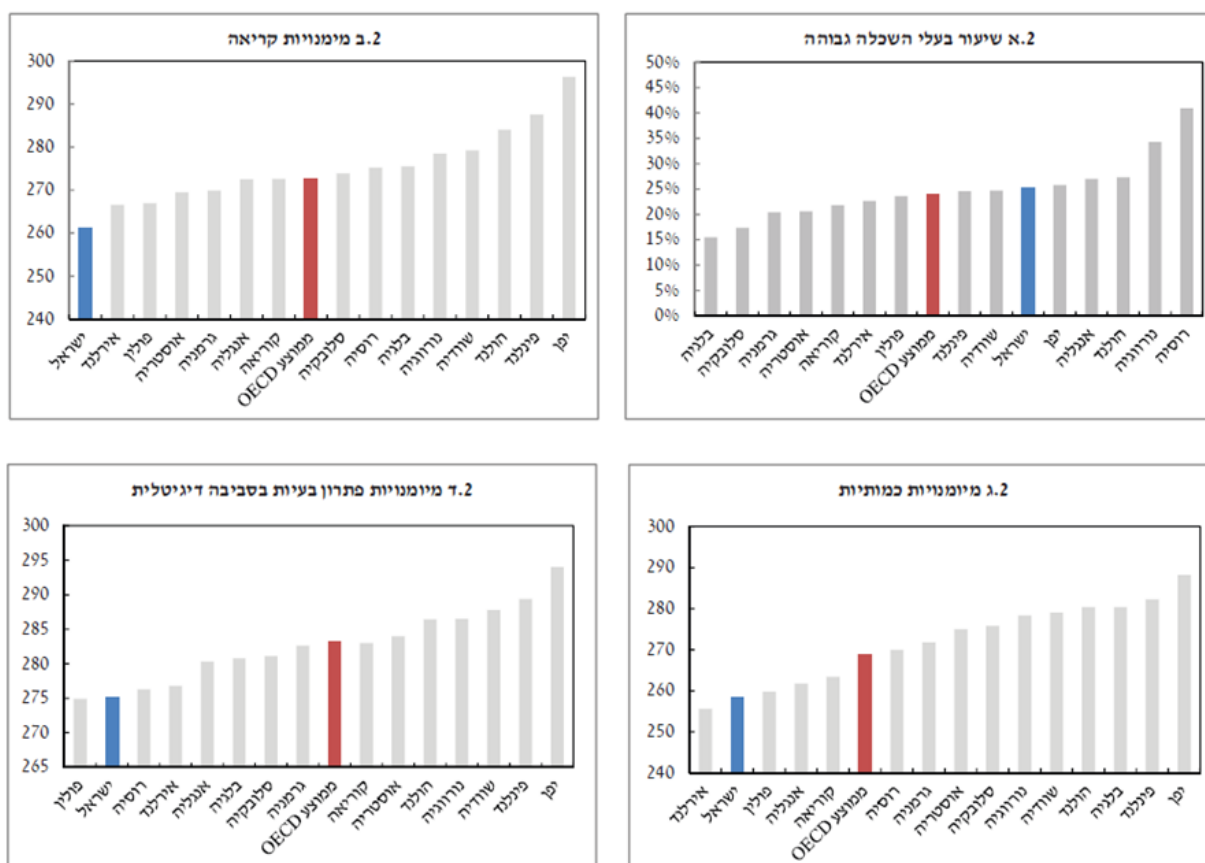 2.א שיעור בעלי השכלה גבוהה
50%
45%
40%
35%
30%
25%
20%
15%
10%
5%
0%
בלגיה
סלובקיה
גרמניה
אוסטריה
קוריאה
אירלנד
פולין
ממוצע OECD
פינלנד
שוודיה
ישראל
יפן
אנגליה
הולנד
נורווגיה
רוסיה
2.ב מימנויות קריאה
300
290
280
270
260
250
240
ישראל
אירלנד
פולין
אוסטריה
גרמניה
אנגליה
קוריאה
ממוצע OECD
סלובקיה
רוסיה
בלגיה
נורווגיה
שוודיה
הולנד
פינלנד
יפן
2.ג מיומנויות כמותיות
300
290
280
270
260
250
240
אירלנד
ישראל
פולין
אנגליה
קוריאה
ממוצע OECD
רוסיה
גרמניה
אוסטריה
סלובקיה
נורווגיה
שוודיה
הולנד
בלגיה
פינלנד
יפן
2.ד מיומנויות פתרון בעיות בסביבה דיגיטלית
300
295
290
285
280
275
270
265
פולין
ישראל
רוסיה
אירלנד
אנגליה
בלגיה
סלובקיה
גרמניה
ממוצע OECD
קוריאה
אוסטריה
הולנד
נורווגיה
שוודיה
פינלנד
יפן